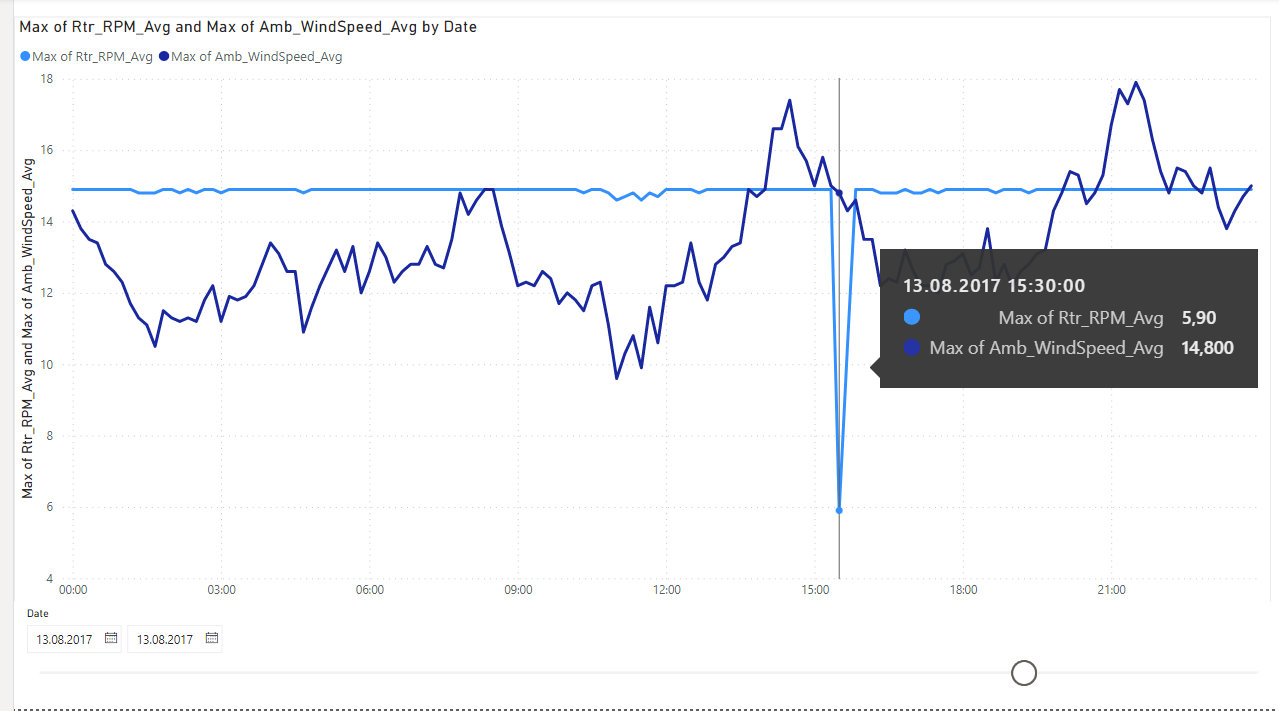 Max of Rtr_RPM_Avg and Max of Amb_WindSpeed_Avg by Date
Max of Rtr_RPM_Avg Max of Amb_WindSpeed_Avg
Max of Rtr_RPM_Avg and Max of Amb_WindSpeed_Avg
18
16
14
12
10
8
6
4
00:00 03:00 06:00 09:00 12:00 15:00 18:00 21:00
13.08.2017 15:30:00
Max of Rtr_RPM_Avg 5,90
Max of Amb_WindSpeed_Avg 14,800
Date
13.08.2017 13.08.2017